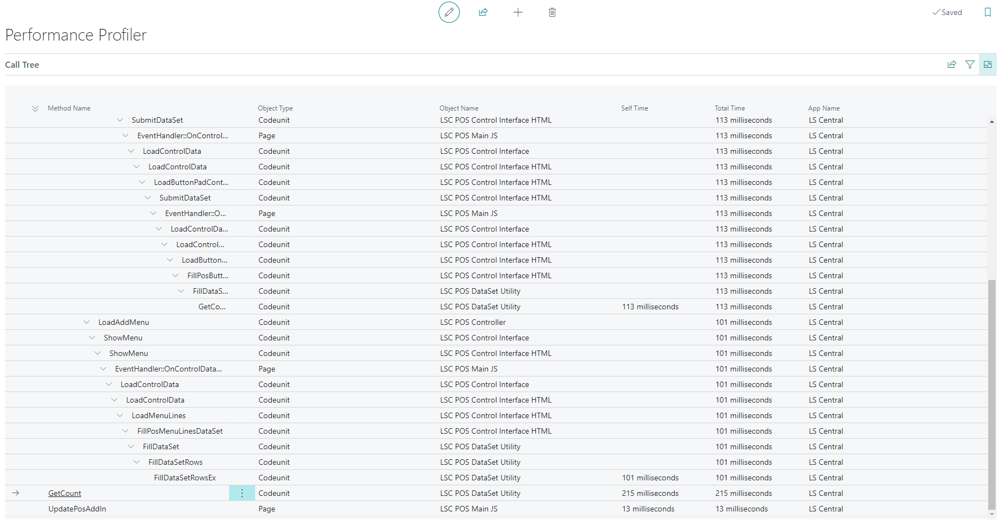 Saved
Performance Profiler
Call Tree
Method Name Object Type Object Name Self Time Total Time App Name
SubmitDataSet Codeunit LSC POS Control Interface HTML 113 milliseconds LS Central
EventHandler::OnControl... Page LSC POS Main JS 113 milliseconds LS Central
LoadControlData Codeunit LSC POS Control Interface 113 milliseconds LS Central
LoadControlData Codeunit LSC POS Control Interface HTML 113 milliseconds LS Central
LoadButtonPadCont... Codeunit LSC POS Control Interface HTML 113 milliseconds LS Central
SubmitDataSet Codeunit LSC POS Control Interface HTML 113 milliseconds LS Central
EventHandler::O... Page LSC POS Main JS 113 milliseconds LS Central
LoadControlDa... Codeunit LSC POS Control Interface 113 milliseconds LS Central
LoadControl... Codeunit LSC POS Control Interface HTML 113 milliseconds LS Central
LoadButton... Codeunit LSC POS Control Interface HTML 113 milliseconds LS Central
FillPosButt... Codeunit LSC POS Control Interface HTML 113 milliseconds LS Central
FillDataS... Codeunit LSC POS DataSet Utility 113 milliseconds LS Central
GetCo... Codeunit LSC POS DataSet Utility 113 milliseconds 113 milliseconds LS Central
LoadAddMenu Codeunit LSC POS Controller 101 milliseconds LS Central
ShowMenu Codeunit LSC POS Control Interface 101 milliseconds LS Central
ShowMenu Codeunit LSC POS Control Interface HTML 101 milliseconds LS Central
EventHandler::OnControlData... Page LSC POS Main JS 101 milliseconds LS Central
LoadControlData Codeunit LSC POS Control Interface 101 milliseconds LS Central
LoadControlData Codeunit LSC POS Control Interface HTML 101 milliseconds LS Central
LoadMenuLines Codeunit LSC POS Control Interface HTML 101 milliseconds LS Central
FillPosMenuLinesDataSet Codeunit LSC POS Control Interface HTML 101 milliseconds LS Central
FillDataSet Codeunit LSC POS DataSet Utility 101 milliseconds LS Central
FillDataSetRows Codeunit LSC POS DataSet Utility 101 milliseconds LS Central
FillDataSetRowsEx Codeunit LSC POS DataSet Utility 101 milliseconds 101 milliseconds LS Central
GetCount Codeunit LSC POS DataSet Utility 215 milliseconds 215 milliseconds LS Central
UpdatePosAddIn Page LSC POS Main JS 13 milliseconds 13 milliseconds LS Central